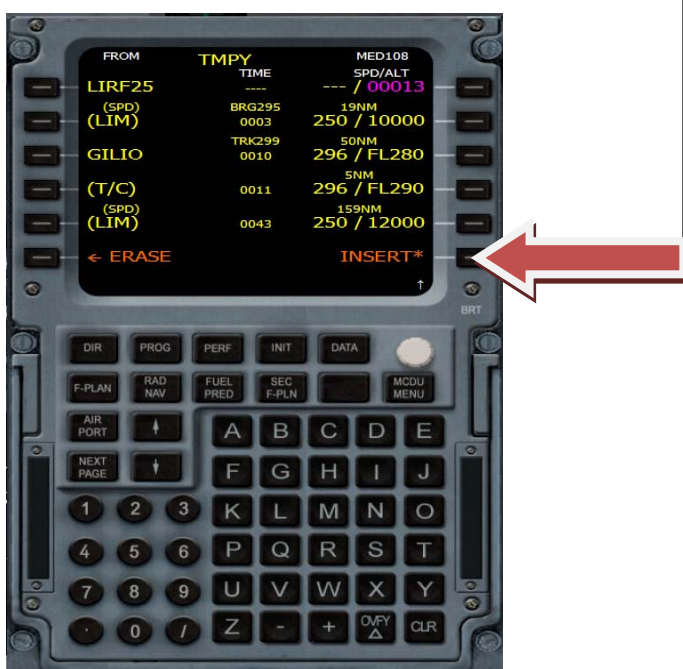 FROM TMPY MED108
TIME SPD/ALT
LIRF25 ---- --- / 00013
(SPD) BRG295 19NM
(LIM) 0003 250 / 10000
TRK299 50NM
GILIO 0010 296 / FL280
5NM
(T/C) 0011 296 / FL290
(SPD) 159NM
(LIM) 0043 250 / 12000
← ERASE INSERT*
↑
BRT
DIR PROG PERF INIT DATA
F-PLAN RAD NAV FUEL PRED SEC F-PLN MCDU MENU
AIR PORT A B C D E
NEXT PAGE F G H I J
1 2 3 K L M N O
4 5 6 P Q R S T
7 8 9 U V W X Y
. 0 / Z - + OVFY △ CLR